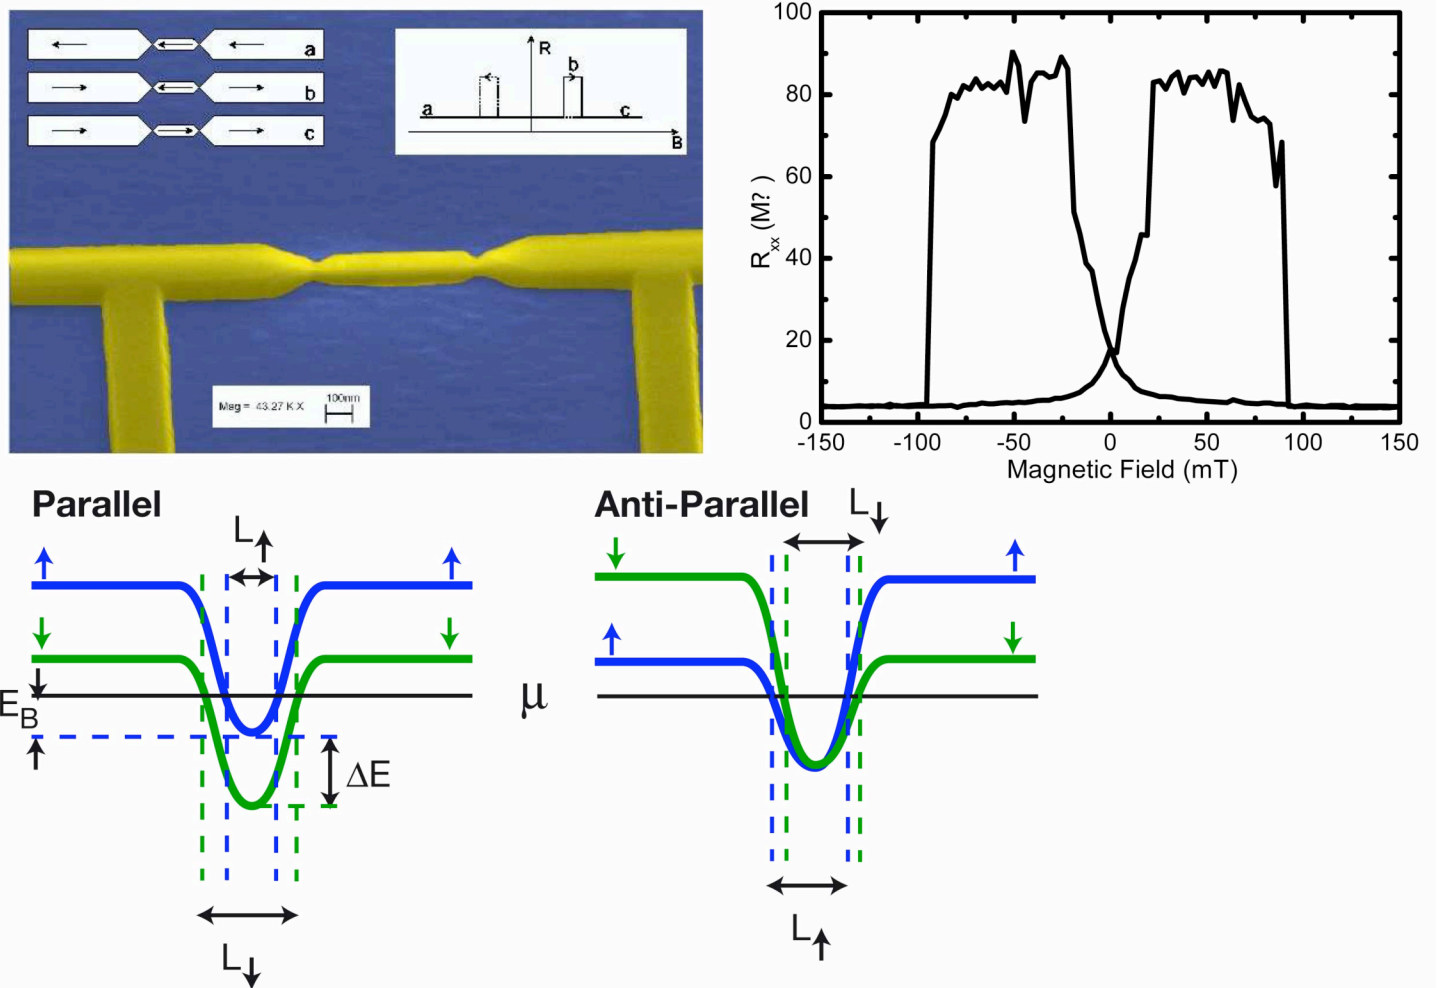 a
b
c
R
b
a
c
B
Mag = 43.27 K X
100nm
R_xx (M? )
100
80
60
40
20
0
-150 -100 -50 0 50 100 150
Magnetic Field (mT)
Parallel
L↑
↑ ↑
↓ ↓
E_B
ΔE
L↓
μ
Anti-Parallel
L↓
↓ ↑
↑ ↓
L↑